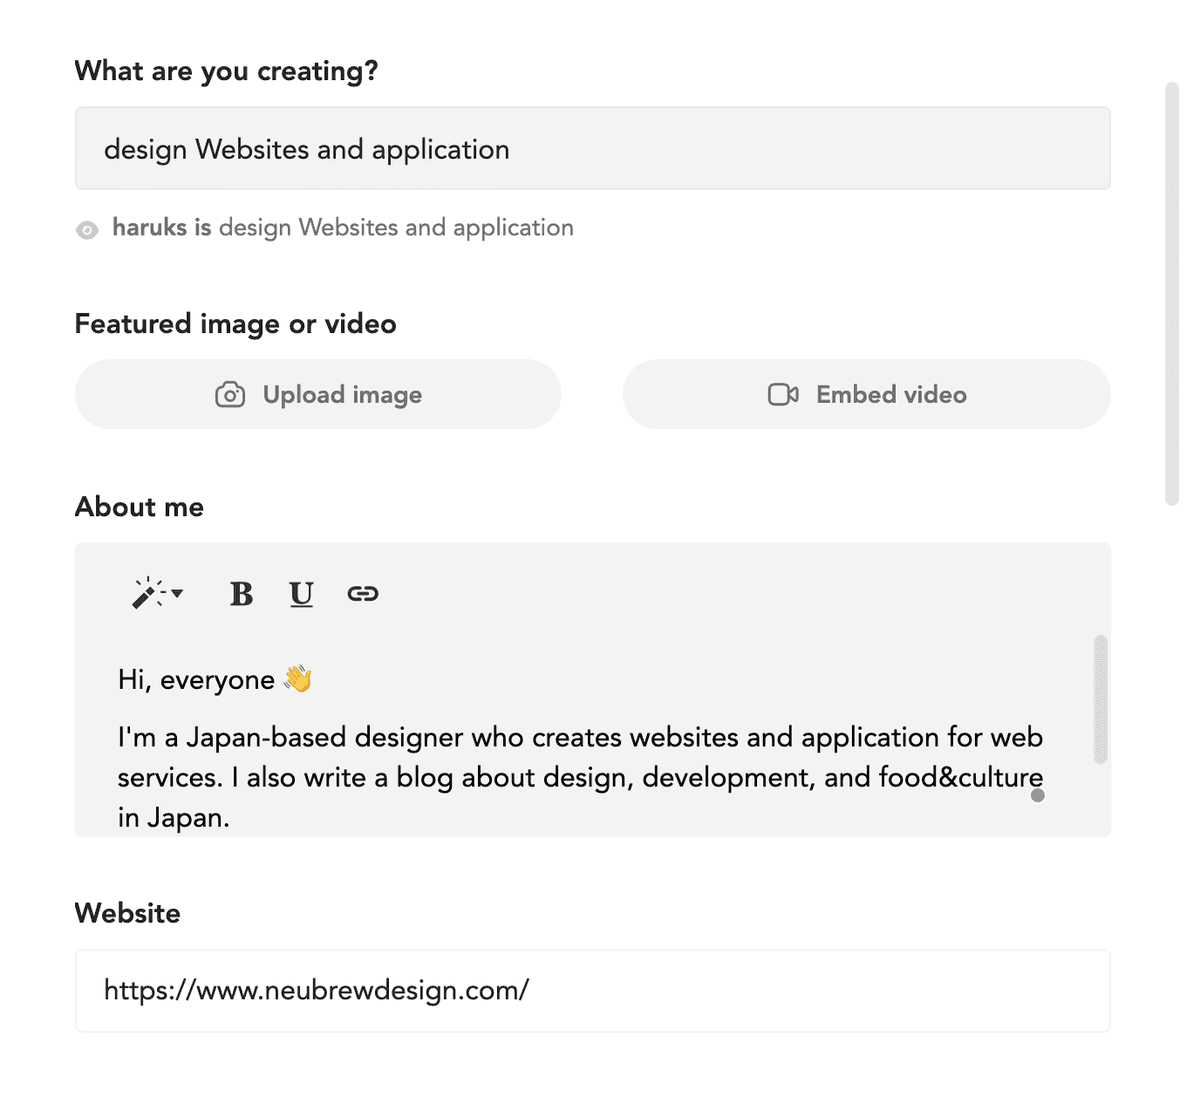 What are you creating?
design Websites and application
haruks is design Websites and application
Featured image or video
Upload image
Embed video
About me
B U
Hi, everyone 👋
I'm a Japan-based designer who creates websites and application for web
services. I also write a blog about design, development, and food&culture
in Japan.
Website
https://www.neubrewdesign.com/